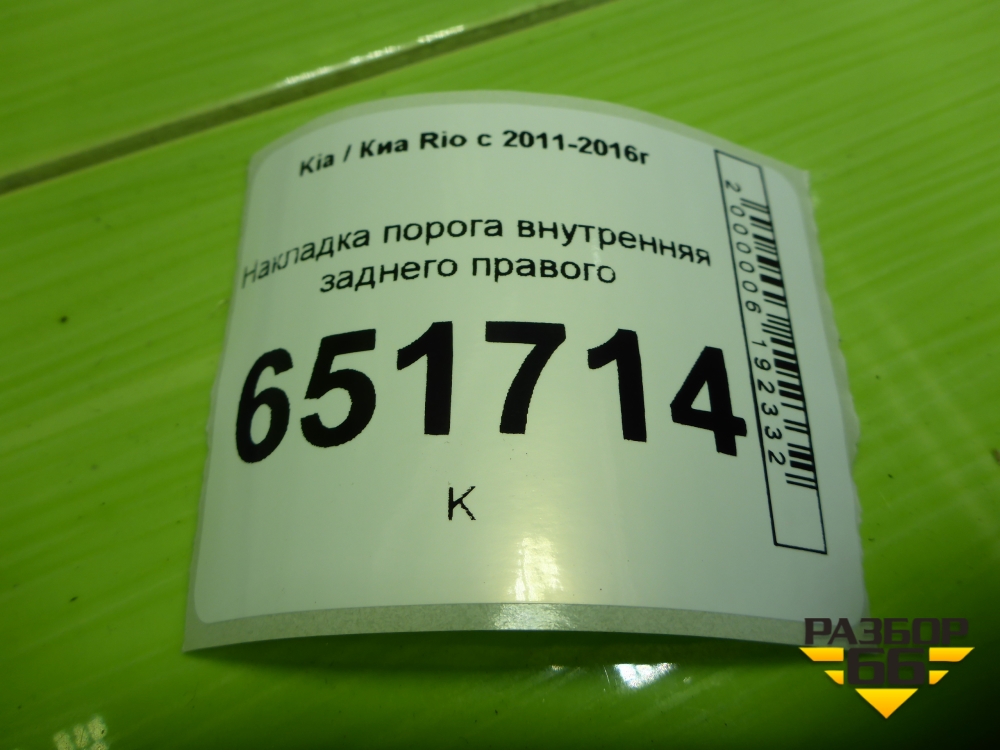 Kia / Киа Rio с 2011-2016г
Накладка порога внутренняя
заднего правого
651714
К
2000006192332
РАЗБОР
66